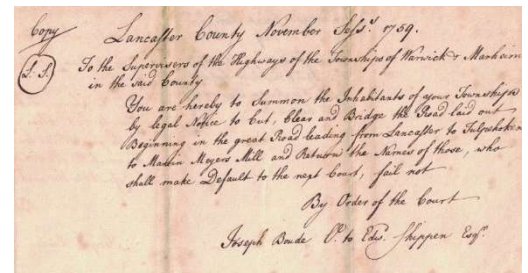 Copy
Lancaster County November Sess.s 1759.
L.S.
To the Supervisors of the Highways of the Townships of Warwick & Manheim
in the said County
You are hereby to Summon the Inhabitants of your Townships
by legal Notice to Cut, Clear and Bridge the Road laid out
Beginning in the great Road leading from Lancaster to Tulpehoken
to Martin Meyers Mill and Return the Names of those, who
shall make Default to the next Court, fail not
By Order of the Court
Joseph Boude to Edw. Shippen Esqr.